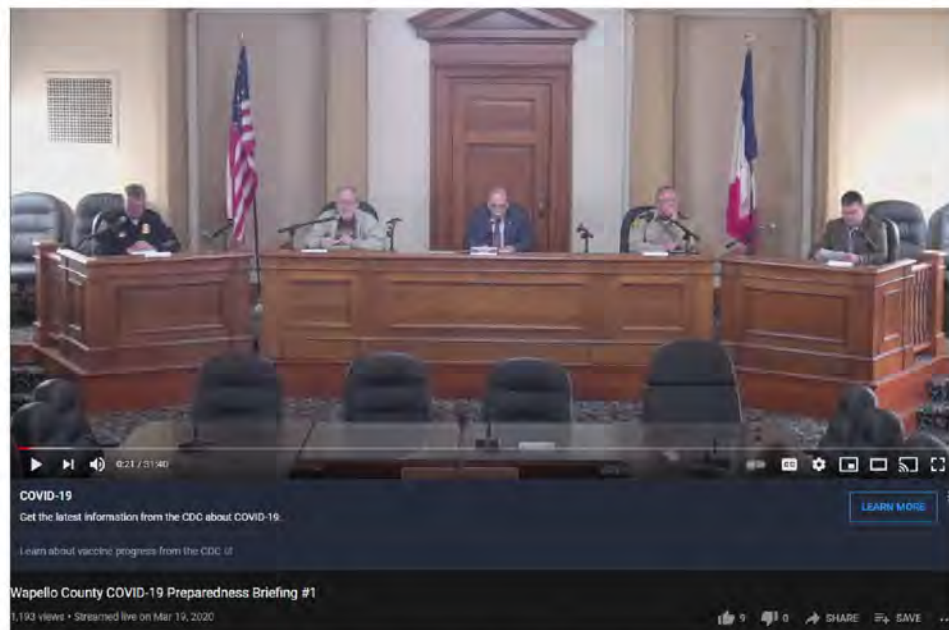 0:21 / 31:40
CC
COVID-19
Get the latest information from the CDC about COVID-19.
LEARN MORE
Learn about vaccine progress from the CDC
Wapello County COVID-19 Preparedness Briefing #1
1,193 views • Streamed live on Mar 19, 2020
9
0
SHARE
SAVE